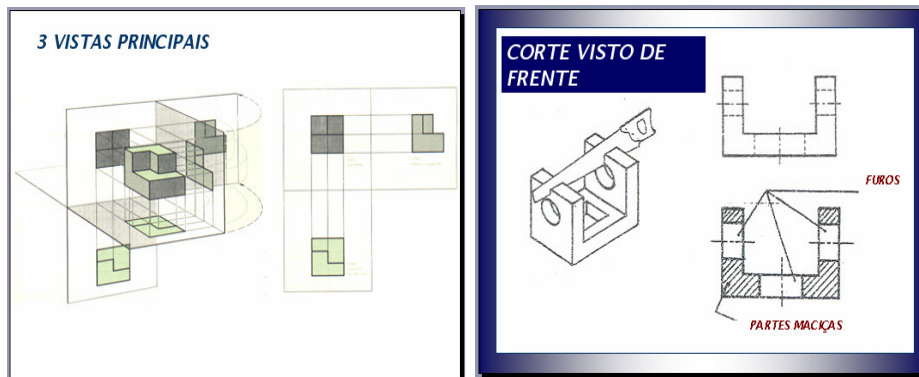 3 VISTAS PRINCIPAIS
CORTE VISTO DE
FRENTE
FUROS
PARTES MACIÇAS